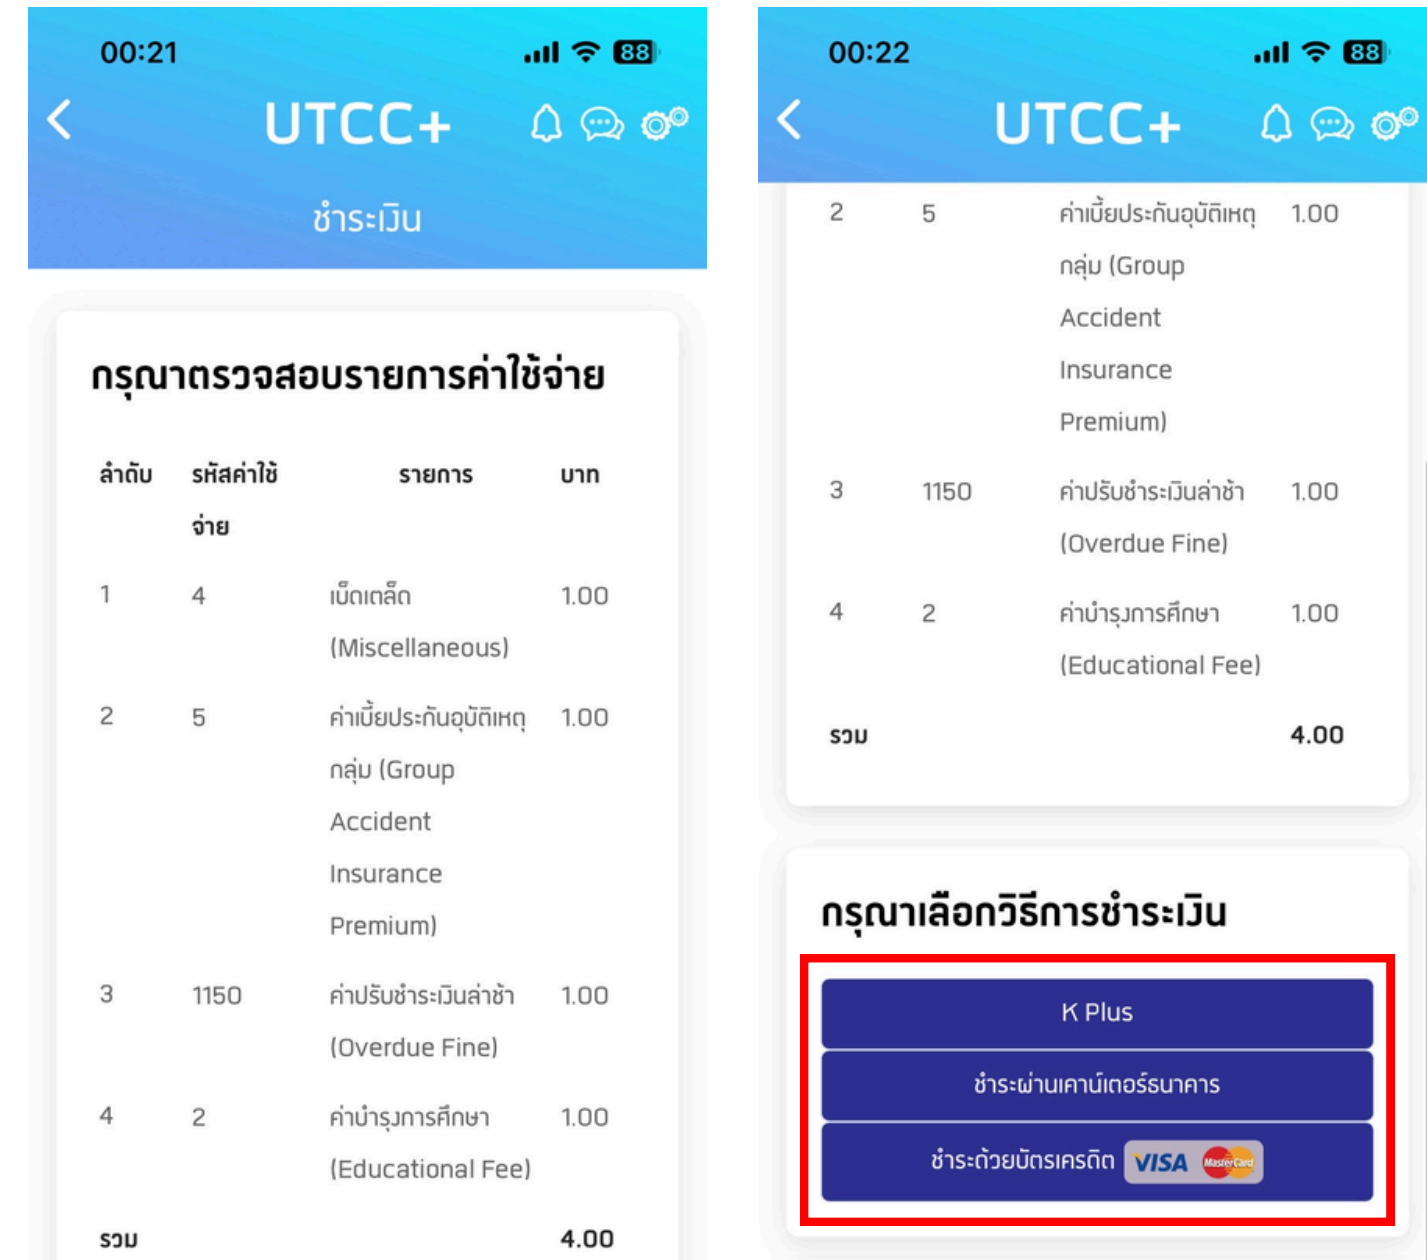 00:21
88
UTCC+
ชำระเงิน
กรุณาตรวจสอบรายการค่าใช้จ่าย
ลำดับ รหัสค่าใช้ รายการ บาท
จ่าย
1 4 เบ็ดเตล็ด 1.00
(Miscellaneous)
2 5 ค่าเบี้ยประกันอุบัติเหตุ 1.00
กลุ่ม (Group
Accident
Insurance
Premium)
3 1150 ค่าปรับชำระเงินล่าช้า 1.00
(Overdue Fine)
4 2 ค่าบำรุงการศึกษา 1.00
(Educational Fee)
รวม 4.00
00:22
88
UTCC+
2 5 ค่าเบี้ยประกันอุบัติเหตุ 1.00
กลุ่ม (Group
Accident
Insurance
Premium)
3 1150 ค่าปรับชำระเงินล่าช้า 1.00
(Overdue Fine)
4 2 ค่าบำรุงการศึกษา 1.00
(Educational Fee)
รวม 4.00
กรุณาเลือกวิธีการชำระเงิน
K Plus
ชำระผ่านเคาน์เตอร์ธนาคาร
ชำระด้วยบัตรเครดิต VISA MasterCard